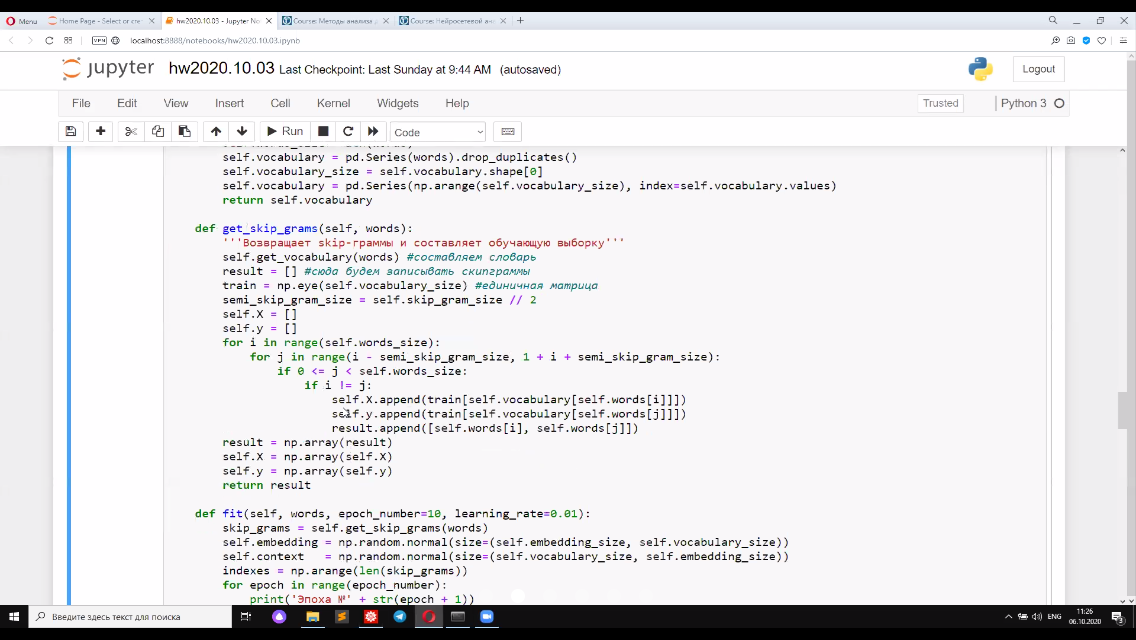 Menu
Home Page - Select or cre
hw2020.10.03 - Jupyter No
Course: Методы анализа д
Course: Нейросетевой ана
VPN localhost:8888/notebooks/hw2020.10.03.ipynb
jupyter hw2020.10.03 Last Checkpoint: Last Sunday at 9:44 AM (autosaved)
Logout
File Edit View Insert Cell Kernel Widgets Help
Trusted Python 3
Run Code
self.vocabulary = pd.Series(words).drop_duplicates()
self.vocabulary_size = self.vocabulary.shape[0]
self.vocabulary = pd.Series(np.arange(self.vocabulary_size), index=self.vocabulary.values)
return self.vocabulary
def get_skip_grams(self, words):
'''Возвращает skip-граммы и составляет обучающую выборку'''
self.get_vocabulary(words) #составляем словарь
result = [] #сюда будем записывать скипграммы
train = np.eye(self.vocabulary_size) #единичная матрица
semi_skip_gram_size = self.skip_gram_size // 2
self.X = []
self.y = []
for i in range(self.words_size):
for j in range(i - semi_skip_gram_size, 1 + i + semi_skip_gram_size):
if 0 <= j < self.words_size:
if i != j:
self.X.append(train[self.vocabulary[self.words[i]]])
self.y.append(train[self.vocabulary[self.words[j]]])
result.append([self.words[i], self.words[j]])
result = np.array(result)
self.X = np.array(self.X)
self.y = np.array(self.y)
return result
def fit(self, words, epoch_number=10, learning_rate=0.01):
skip_grams = self.get_skip_grams(words)
self.embedding = np.random.normal(size=(self.embedding_size, self.vocabulary_size))
self.context = np.random.normal(size=(self.vocabulary_size, self.embedding_size))
indexes = np.arange(len(skip_grams))
for epoch in range(epoch_number):
print('Эпоха №' + str(epoch + 1))
Введите здесь текст для поиска
ENG
11:26
06.10.2020
3